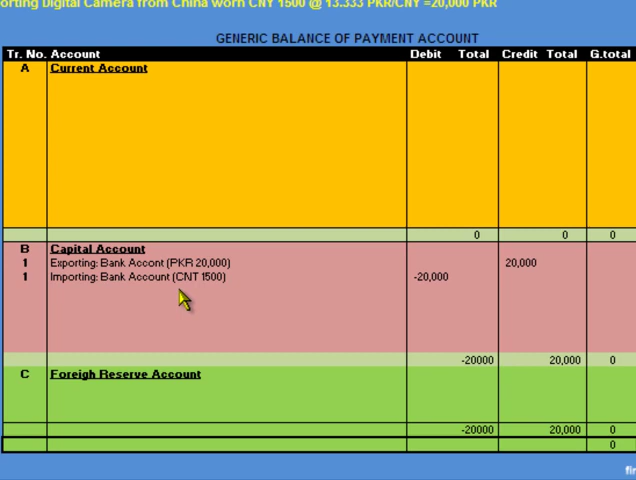 orting Digital Camera from China worh CNY 1500 @ 13.333 PKR/CNY =20,000 PKR
GENERIC BALANCE OF PAYMENT ACCOUNT
Tr. No. Account Debit Total Credit Total G.total
A Current Account
0 0 0
B Capital Account
1 Exporting: Bank Accont (PKR 20,000) 20,000
1 Importing: Bank Account (CNT 1500) -20,000
-20000 20,000 0
C Foreigh Reserve Account
-20000 20,000 0
0
fir